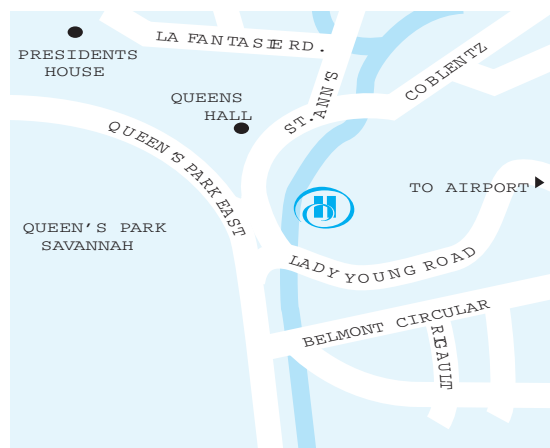 LA FANTASIE RD.
PRESIDENTS
HOUSE
COBLENTZ
ST. ANN'S
QUEENS
HALL
QUEEN'S PARK EAST
TO AIRPORT
QUEEN'S PARK
SAVANNAH
LADY YOUNG ROAD
BELMONT CIRCULAR
RIGAULT